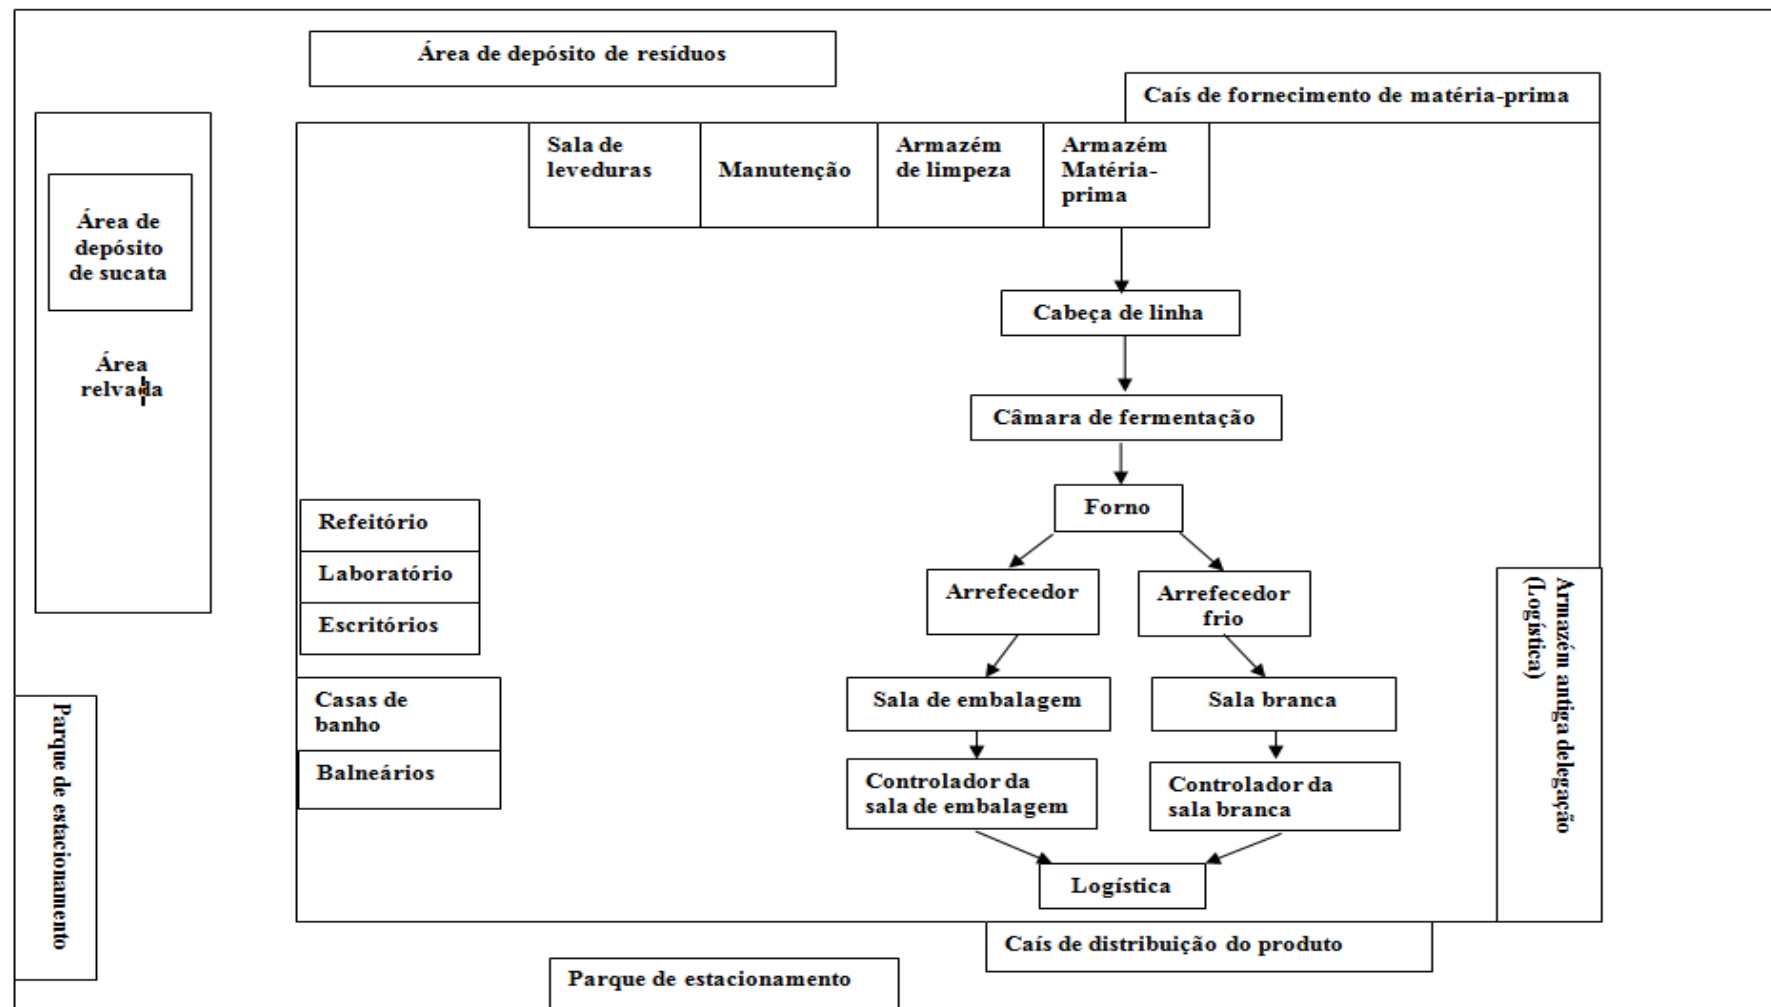 Área de depósito de resíduos
Caís de fornecimento de matéria-prima
Sala de
leveduras
Manutenção
Armazém
de limpeza
Armazém
Matéria-
prima
Área de
depósito
de sucata
Área
relvada
Cabeça de linha
Câmara de fermentação
Forno
Refeitório
Laboratório
Escritórios
Arrefecedor
Arrefecedor
frio
Armazém antiga delegação
(Logística)
Casas de
banho
Balneários
Sala de embalagem
Sala branca
Controlador da
sala de embalagem
Controlador da
sala branca
Logística
Parque de estacionamento
Caís de distribuição do produto
Parque de estacionamento